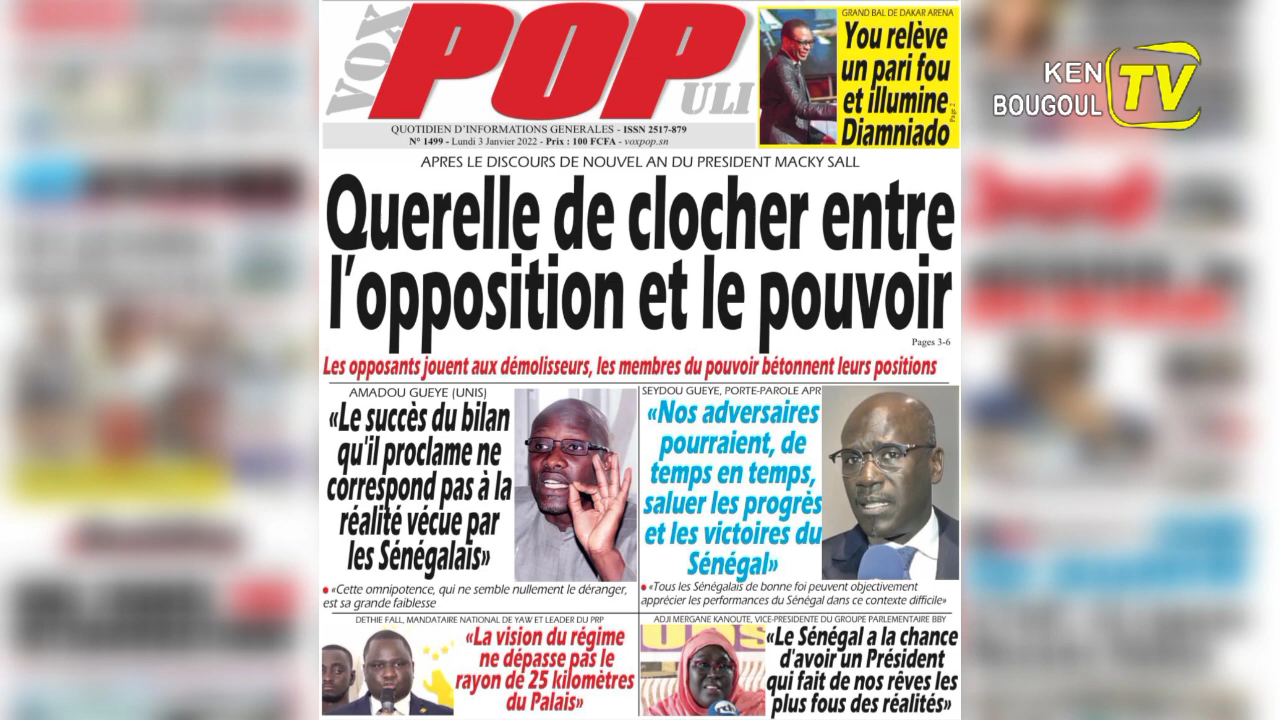 VOX
POP
ULI
GRAND BAL DE DAKAR ARENA
You relève
un pari fou
et illumine
Diamniado
Page 2
KEN
BOUGOUL
TV
QUOTIDIEN D'INFORMATIONS GENERALES - ISSN 2517-879
N° 1499 - Lundi 3 Janvier 2022 - Prix : 100 FCFA - voxpop.sn
APRES LE DISCOURS DE NOUVEL AN DU PRESIDENT MACKY SALL
Querelle de clocher entre
l'opposition et le pouvoir
Pages 3-6
Les opposants jouent aux démolisseurs, les membres du pouvoir bétonnent leurs positions
AMADOU GUEYE (UNIS)
«Le succès du bilan
qu'il proclame ne
correspond pas à la
réalité vécue par
les Sénégalais»
• «Cette omnipotence, qui ne semble nullement le déranger,
est sa grande faiblesse
SEYDOU GUEYE, PORTE-PAROLE APR
«Nos adversaires
pourraient, de
temps en temps,
saluer les progrès
et les victoires du
Sénégal»
• «Tous les Sénégalais de bonne foi peuvent objectivement
apprécier les performances du Sénégal dans ce contexte difficile»
DETHIE FALL, MANDATAIRE NATIONAL DE YAW ET LEADER DU PRP
«La vision du régime
ne dépasse pas le
rayon de 25 kilomètres
du Palais»
ADJI MERGANE KANOUTE, VICE-PRESIDENTE DU GROUPE PARLEMENTAIRE BBY
«Le Sénégal a la chance
d'avoir un Président
qui fait de nos rêves les
plus fous des réalités»